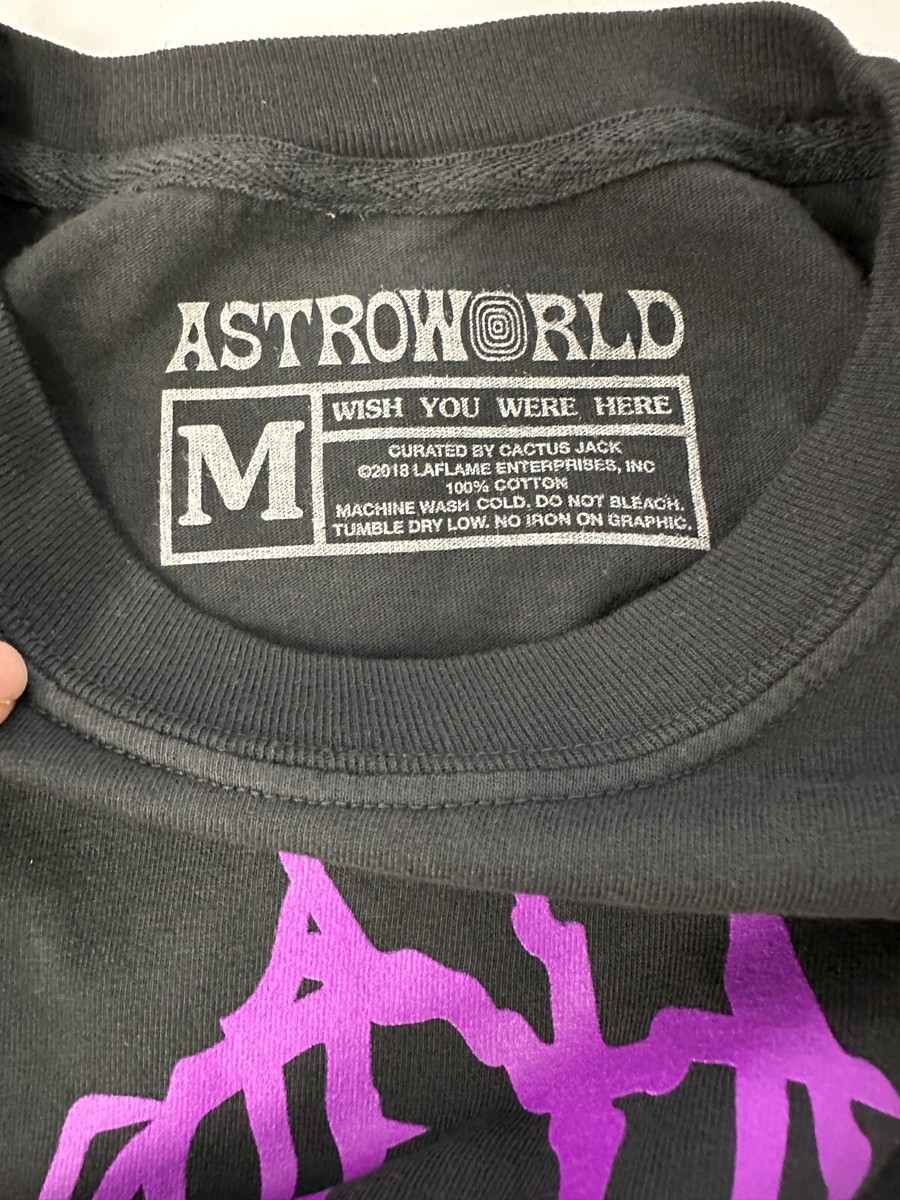 ASTROWORLD
M
WISH YOU WERE HERE
CURATED BY CACTUS JACK
©2018 LAFLAME ENTERPRISES, INC
100% COTTON
MACHINE WASH COLD. DO NOT BLEACH.
TUMBLE DRY LOW. NO IRON ON GRAPHIC.